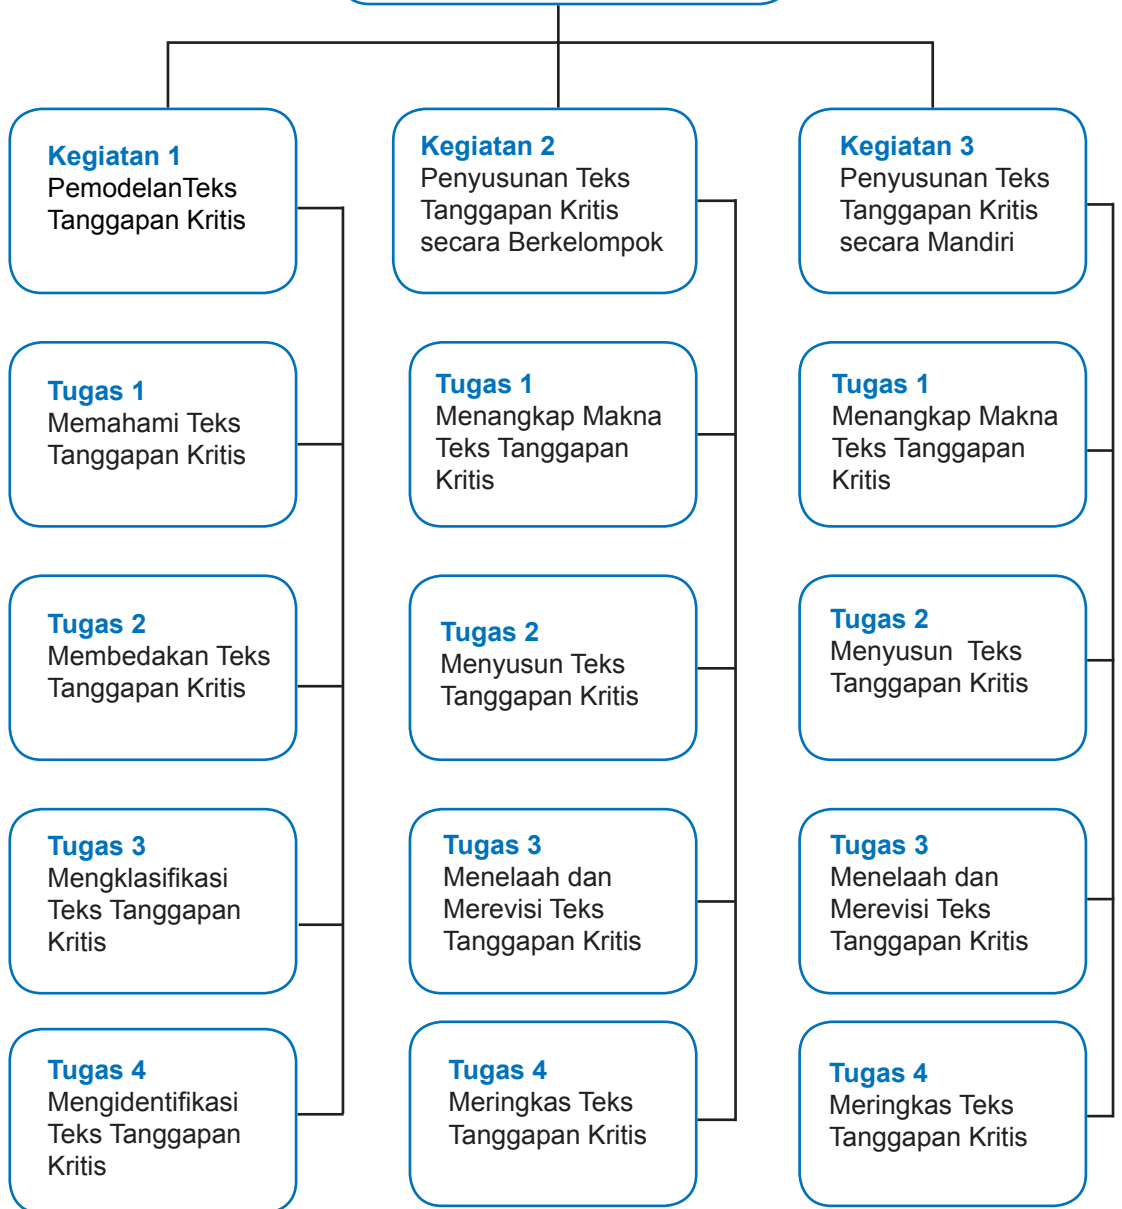 Kegiatan 1
PemodelanTeks
Tanggapan Kritis
Tugas 1
Memahami Teks
Tanggapan Kritis
Tugas 2
Membedakan Teks
Tanggapan Kritis
Tugas 3
Mengklasifikasi
Teks Tanggapan
Kritis
Tugas 4
Mengidentifikasi
Teks Tanggapan
Kritis
Kegiatan 2
Penyusunan Teks
Tanggapan Kritis
secara Berkelompok
Tugas 1
Menangkap Makna
Teks Tanggapan
Kritis
Tugas 2
Menyusun Teks
Tanggapan Kritis
Tugas 3
Menelaah dan
Merevisi Teks
Tanggapan Kritis
Tugas 4
Meringkas Teks
Tanggapan Kritis
Kegiatan 3
Penyusunan Teks
Tanggapan Kritis
secara Mandiri
Tugas 1
Menangkap Makna
Teks Tanggapan
Kritis
Tugas 2
Menyusun  Teks
Tanggapan Kritis
Tugas 3
Menelaah dan
Merevisi Teks
Tanggapan Kritis
Tugas 4
Meringkas Teks
Tanggapan Kritis